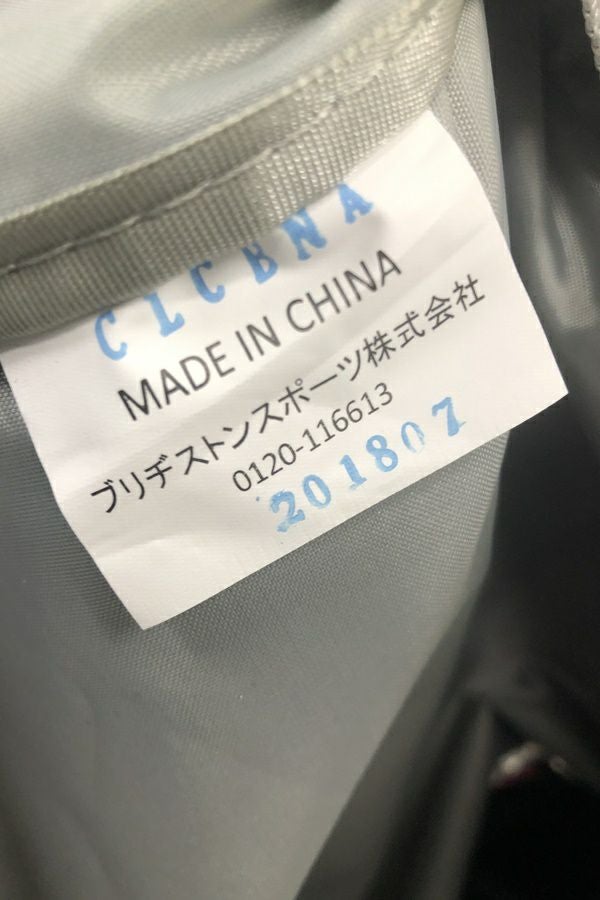 CLCBNA
MADE IN CHINA
ブリヂストンスポーツ株式会社
0120-116613
201807